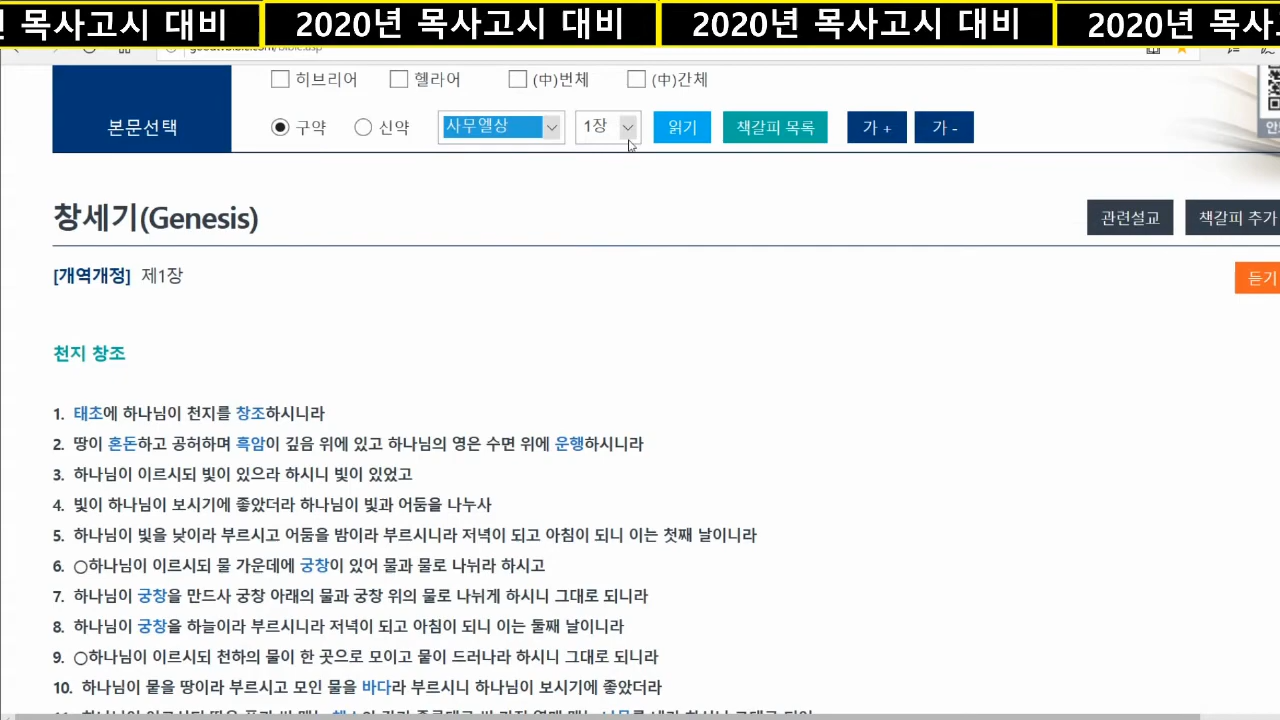 목사고시 대비 2020년 목사고시 대비 2020년 목사고시 대비 2020년 목사
히브리어 헬라어 (中)번체 (中)간체
본문선택 구약 신약 사무엘상 1장 읽기 책갈피 목록 가 + 가 -
창세기(Genesis) 관련설교 책갈피 추가
[개역개정] 제1장
듣기
천지 창조
1. 태초에 하나님이 천지를 창조하시니라
2. 땅이 혼돈하고 공허하며 흑암이 깊음 위에 있고 하나님의 영은 수면 위에 운행하시니라
3. 하나님이 이르시되 빛이 있으라 하시니 빛이 있었고
4. 빛이 하나님이 보시기에 좋았더라 하나님이 빛과 어둠을 나누사
5. 하나님이 빛을 낮이라 부르시고 어둠을 밤이라 부르시니라 저녁이 되고 아침이 되니 이는 첫째 날이니라
6. ○하나님이 이르시되 물 가운데에 궁창이 있어 물과 물로 나뉘라 하시고
7. 하나님이 궁창을 만드사 궁창 아래의 물과 궁창 위의 물로 나뉘게 하시니 그대로 되니라
8. 하나님이 궁창을 하늘이라 부르시니라 저녁이 되고 아침이 되니 이는 둘째 날이니라
9. ○하나님이 이르시되 천하의 물이 한 곳으로 모이고 뭍이 드러나라 하시니 그대로 되니라
10. 하나님이 뭍을 땅이라 부르시고 모인 물을 바다라 부르시니 하나님이 보시기에 좋았더라